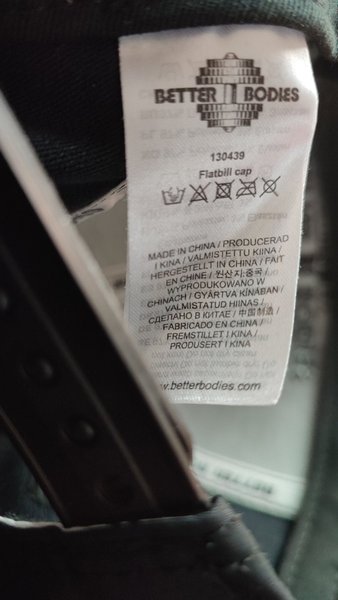 BETTER BODIES
130439
Flatbill cap
MADE IN CHINA / PRODUCERAD
I KINA / VALMISTETTU KIINA /
HERGESTELLT IN CHINA / FAIT
EN CHINE / 원산지:중국 /
WYPRODUKOWANO W
CHINACH / GYÁRTVA KÍNÁBAN /
VALMISTATUD HIINAS /
СДЕЛАНО В КИТАЕ / 中国制造 /
FABRICADO EN CHINA /
FREMSTILLET I KINA /
PRODUSERT I KINA
www.betterbodies.com